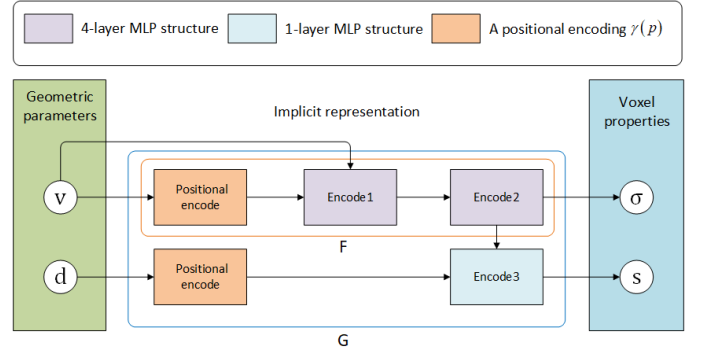 4-layer MLP structure
1-layer MLP structure
A positional encoding γ(p)
Geometric
parameters
Implicit representation
Voxel
properties
v
Positional
encode
Encode1
Encode2
σ
F
d
Positional
encode
Encode3
s
G